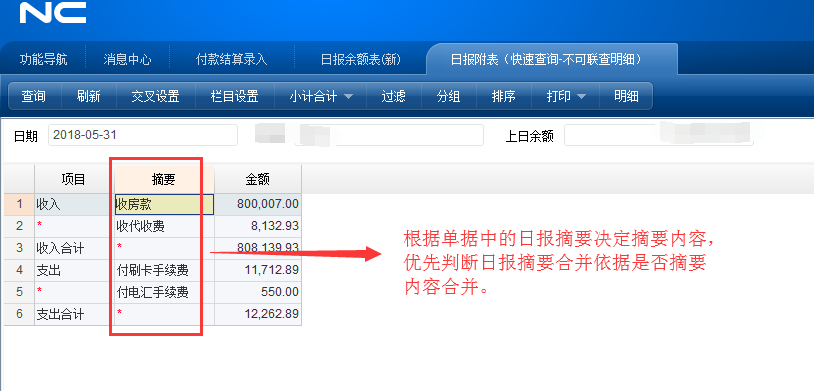 NC
功能导航 消息中心 付款结算录入 日报余额表(新) 日报附表（快速查询-不可联查明细）
查询 刷新 交叉设置 栏目设置 小计合计 过滤 分组 排序 打印 明细
日期 2018-05-31 上日余额
项目 摘要 金额
1 收入 收房款 800,007.00
2 * 收代收费 8,132.93
3 收入合计 * 808,139.93
4 支出 付刷卡手续费 11,712.89
5 * 付电汇手续费 550.00
6 支出合计 * 12,262.89
根据单据中的日报摘要决定摘要内容，
优先判断日报摘要合并依据是否摘要
内容合并。